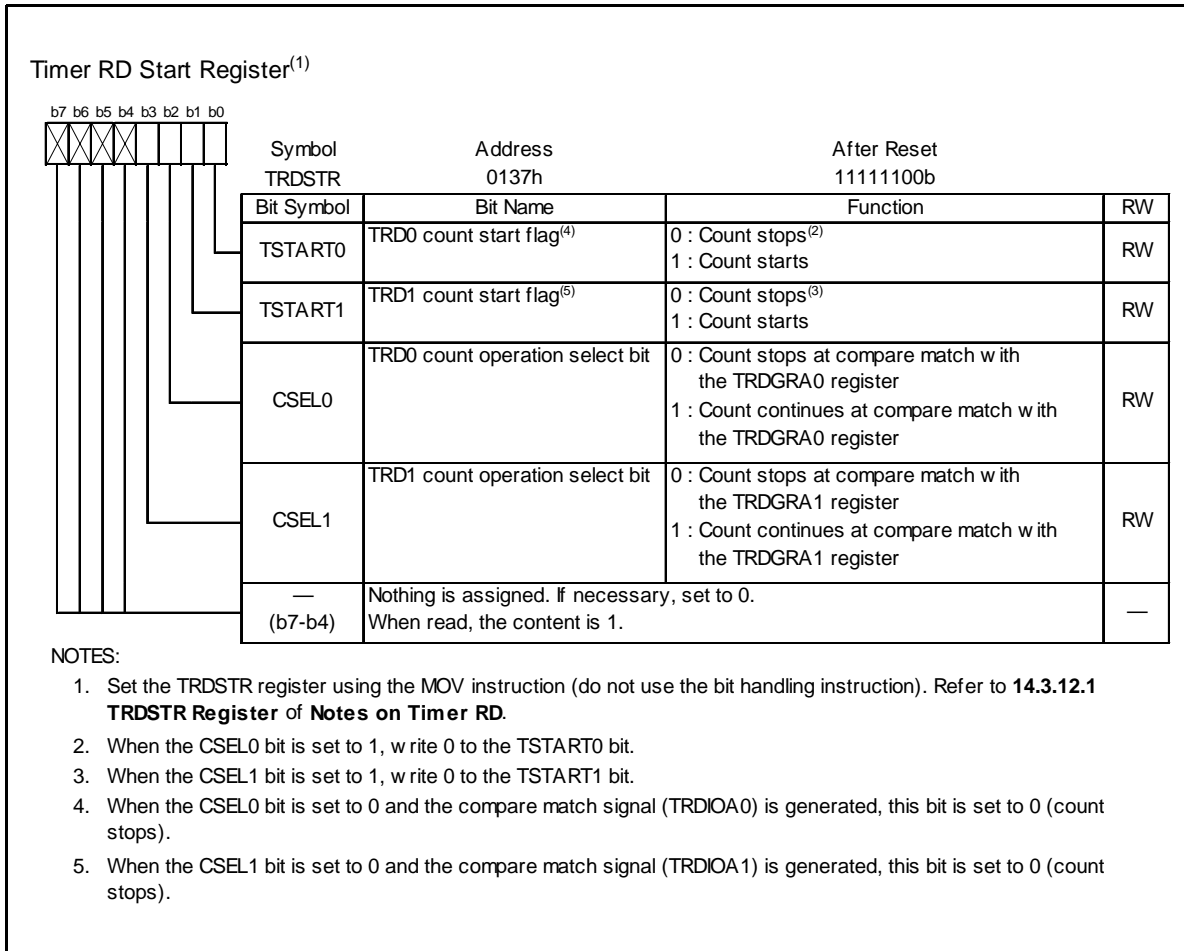 Timer RD Start Register(1)
b7 b6 b5 b4 b3 b2 b1 b0
Symbol Address After Reset
TRDSTR 0137h 11111100b
Bit Symbol Bit Name Function RW
TSTART0 TRD0 count start flag(4) 0 : Count stops(2) RW
1 : Count starts
TSTART1 TRD1 count start flag(5) 0 : Count stops(3) RW
1 : Count starts
CSEL0 TRD0 count operation select bit 0 : Count stops at compare match with RW
the TRDGRA0 register
1 : Count continues at compare match with
the TRDGRA0 register
CSEL1 TRD1 count operation select bit 0 : Count stops at compare match with RW
the TRDGRA1 register
1 : Count continues at compare match with
the TRDGRA1 register
— Nothing is assigned. If necessary, set to 0. —
(b7-b4) When read, the content is 1.
NOTES:
1. Set the TRDSTR register using the MOV instruction (do not use the bit handling instruction). Refer to 14.3.12.1
TRDSTR Register of Notes on Timer RD.
2. When the CSEL0 bit is set to 1, write 0 to the TSTART0 bit.
3. When the CSEL1 bit is set to 1, write 0 to the TSTART1 bit.
4. When the CSEL0 bit is set to 0 and the compare match signal (TRDIOA0) is generated, this bit is set to 0 (count
stops).
5. When the CSEL1 bit is set to 0 and the compare match signal (TRDIOA1) is generated, this bit is set to 0 (count
stops).